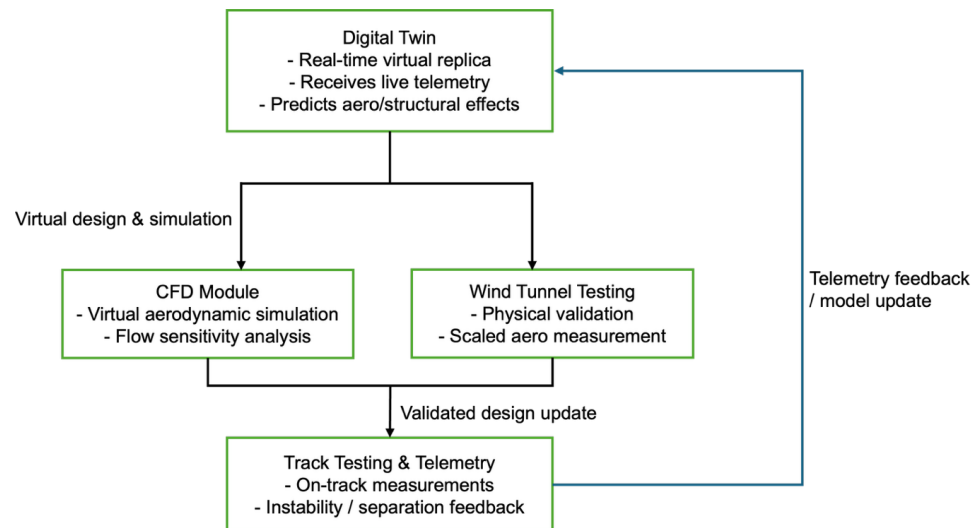 Digital Twin
- Real-time virtual replica
- Receives live telemetry
- Predicts aero/structural effects
Virtual design & simulation
CFD Module
- Virtual aerodynamic simulation
- Flow sensitivity analysis
Wind Tunnel Testing
- Physical validation
- Scaled aero measurement
Telemetry feedback
/ model update
Validated design update
Track Testing & Telemetry
- On-track measurements
- Instability / separation feedback